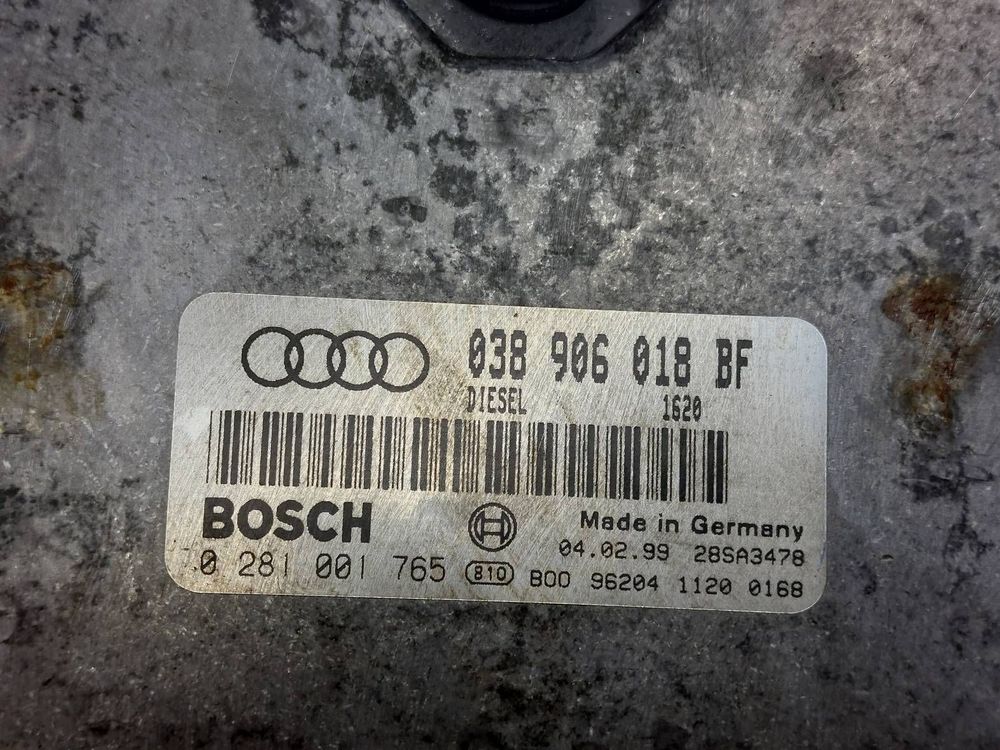 038 906 018 BF
DIESEL 1620
BOSCH
Made in Germany
04.02.99 28SA3478
0 281 001 765 B10 B00 96204 1120 0168